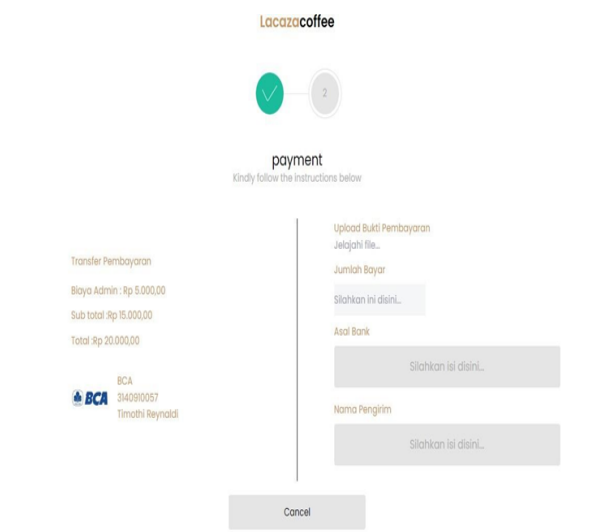 Lacazacoffee
2
payment
Kindly follow the instructions below
Transfer Pembayaran
Biaya Admin : Rp 5.000,00
Sub total :Rp 15.000,00
Total :Rp 20.000,00
BCA
BCA
3140910057
Timothi Reynaldi
Upload Bukti Pembayaran
Jelajahi file...
Jumlah Bayar
Silahkan ini disini...
Asal Bank
Silahkan isi disini...
Nama Pengirim
Silahkan isi disini...
Cancel